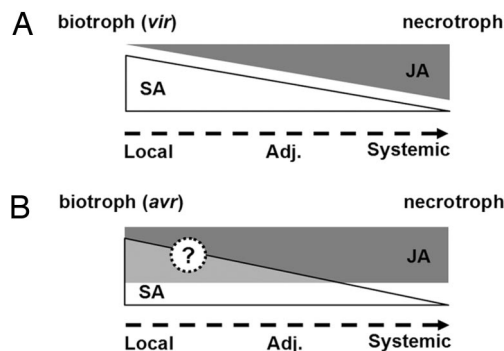 A
biotroph (vir) necrotroph
JA
SA
Local Adj. Systemic
B
biotroph (avr) necrotroph
?
JA
SA
Local Adj. Systemic